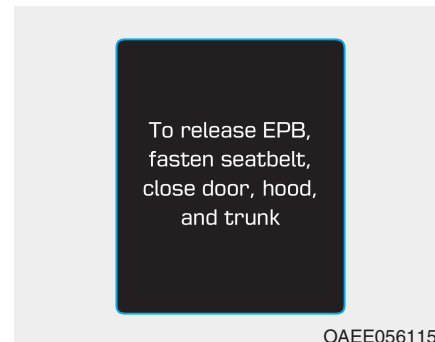 To release EPB,
fasten seatbelt,
close door, hood,
and trunk
OAEE056115